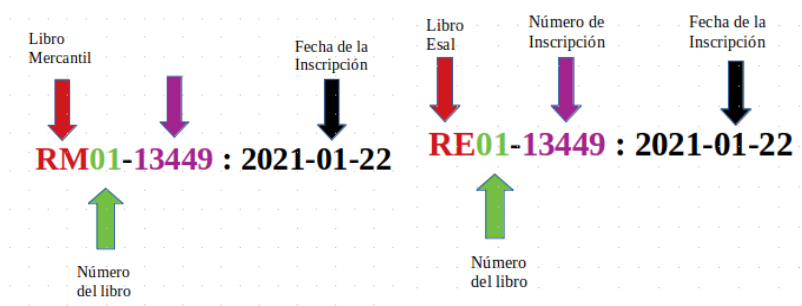 Libro
Mercantil
Fecha de la
Inscripción
RM01-13449 : 2021-01-22
Número
del libro
Libro
Esal
Número de
Inscripción
Fecha de la
Inscripción
RE01-13449 : 2021-01-22
Número
del libro